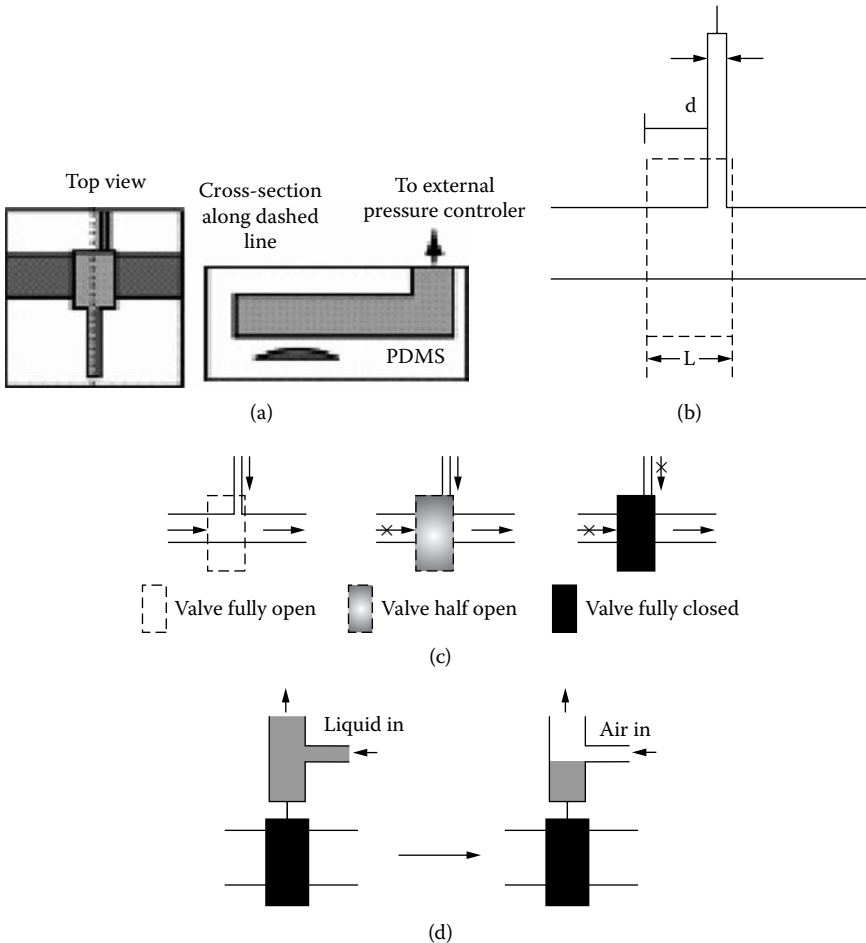 Top view
Cross-section
along dashed
line
To external
pressure controler
PDMS
(a)
d
L
(b)
Valve fully open
Valve half open
Valve fully closed
(c)
Liquid in
Air in
(d)